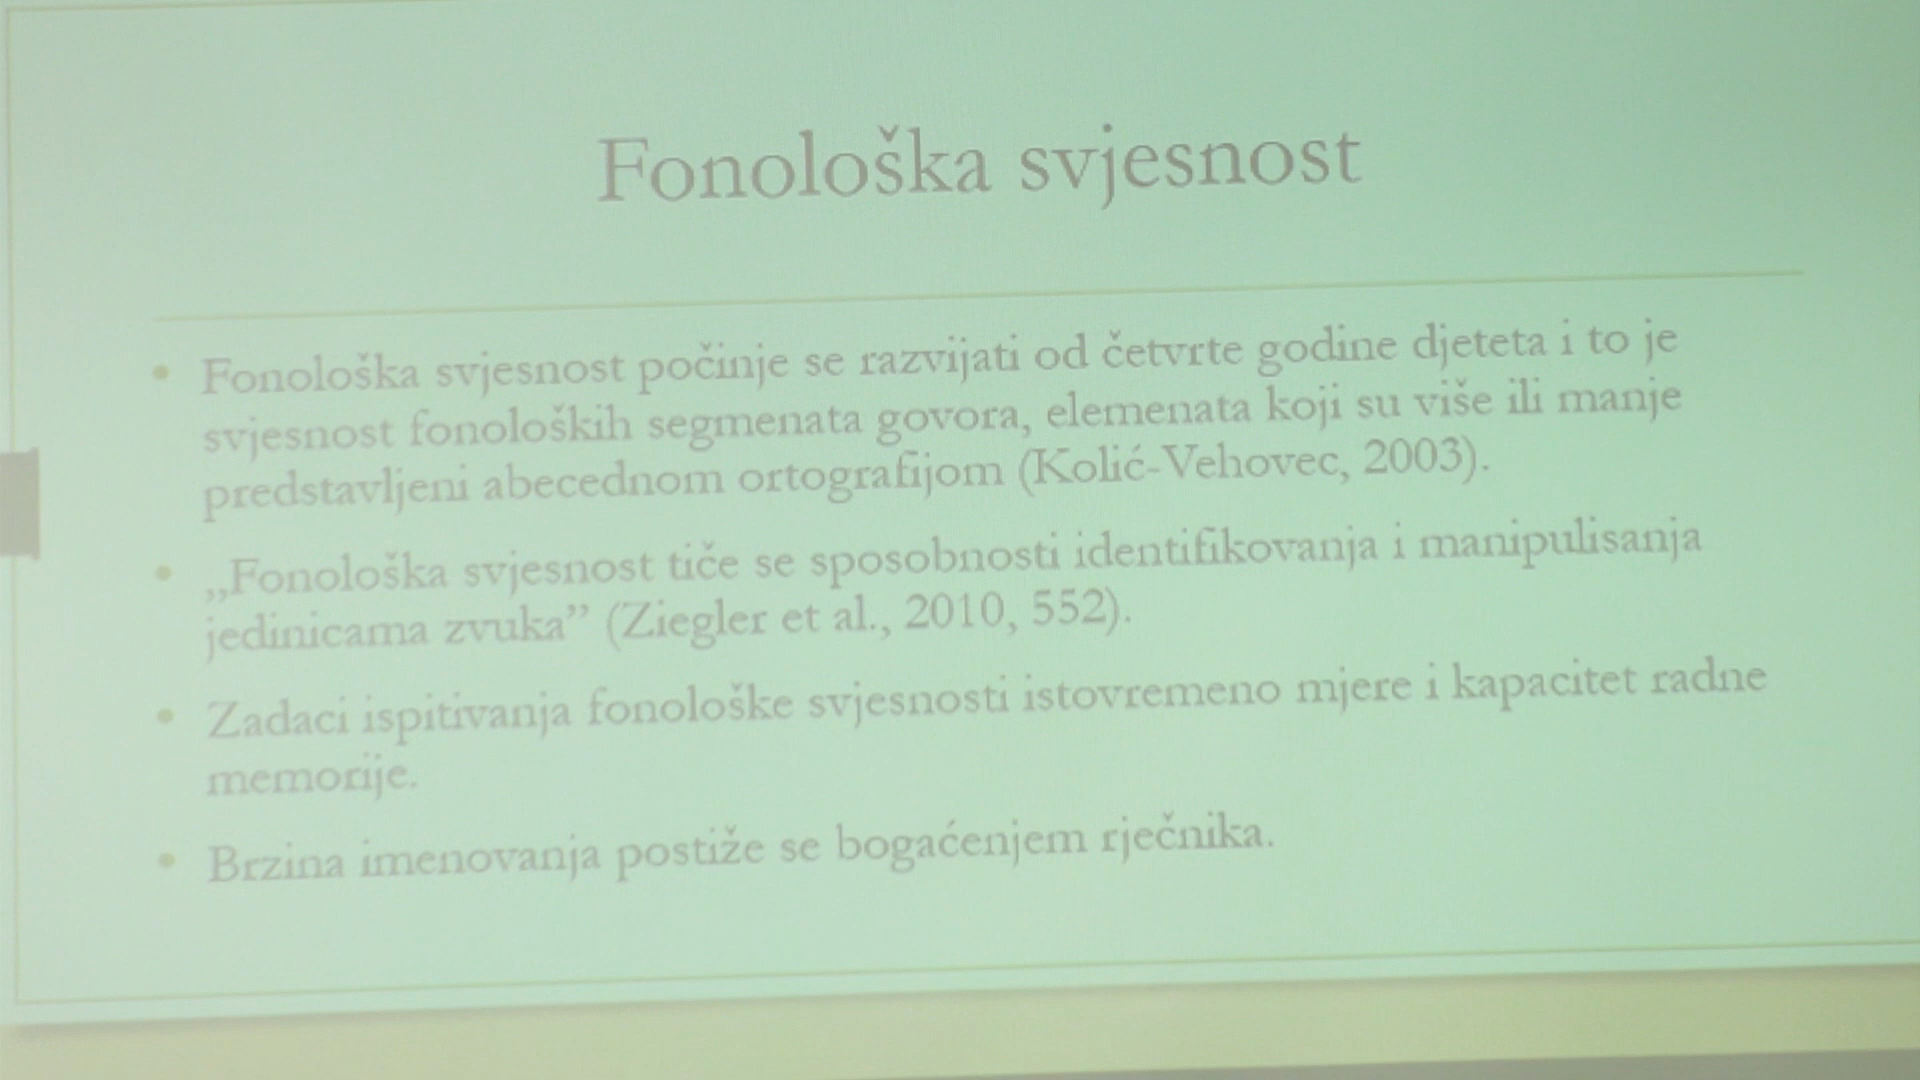 Fonološka svjesnost
• Fonološka svjesnost počinje se razvijati od četvrte godine djeteta i to je
svjesnost fonoloških segmenata govora, elemenata koji su više ili manje
predstavljeni abecednom ortografijom (Kolić-Vehovec, 2003).
• „Fonološka svjesnost tiče se sposobnosti identifikovanja i manipulisanja
jedinicama zvuka” (Ziegler et al., 2010, 552).
• Zadaci ispitivanja fonološke svjesnosti istovremeno mjere i kapacitet radne
memorije.
• Brzina imenovanja postiže se bogaćenjem rječnika.